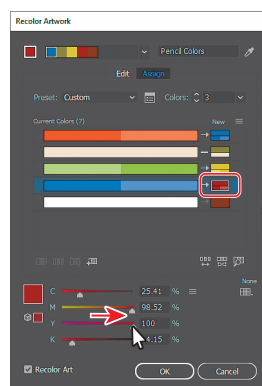 Recolor Artwork
Pencil Colors
Edit Assign
Preset: Custom Colors: 3
Current Colors (7) New
None
C 25.41 %
M 98.52 %
Y 100 %
K 4.15 %
Recolor Art OK Cancel